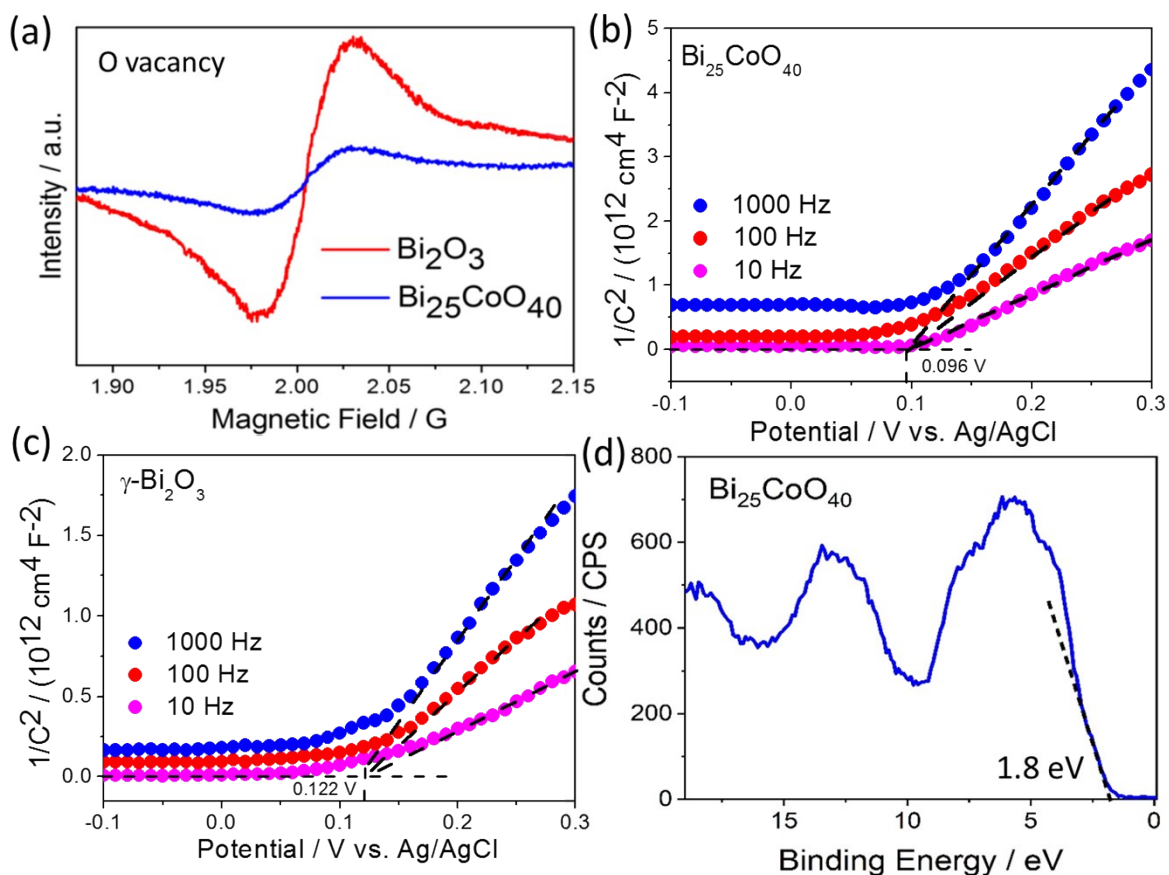 (a)
O vacancy
Intensity / a.u.
Bi₂O₃
Bi₂₅CoO₄₀
1.90 1.95 2.00 2.05 2.10 2.15
Magnetic Field / G
(b)
Bi₂₅CoO₄₀
1/C² / (10¹² cm⁴ F⁻²)
5
4
3
2
1
0
1000 Hz
100 Hz
10 Hz
0.096 V
-0.1 0.0 0.1 0.2 0.3
Potential / V vs. Ag/AgCl
(c)
γ-Bi₂O₃
1/C² / (10¹² cm⁴ F⁻²)
2.0
1.5
1.0
0.5
0.0
1000 Hz
100 Hz
10 Hz
0.122 V
-0.1 0.0 0.1 0.2 0.3
Potential / V vs. Ag/AgCl
(d)
Bi₂₅CoO₄₀
Counts / CPS
800
600
400
200
0
1.8 eV
15 10 5 0
Binding Energy / eV